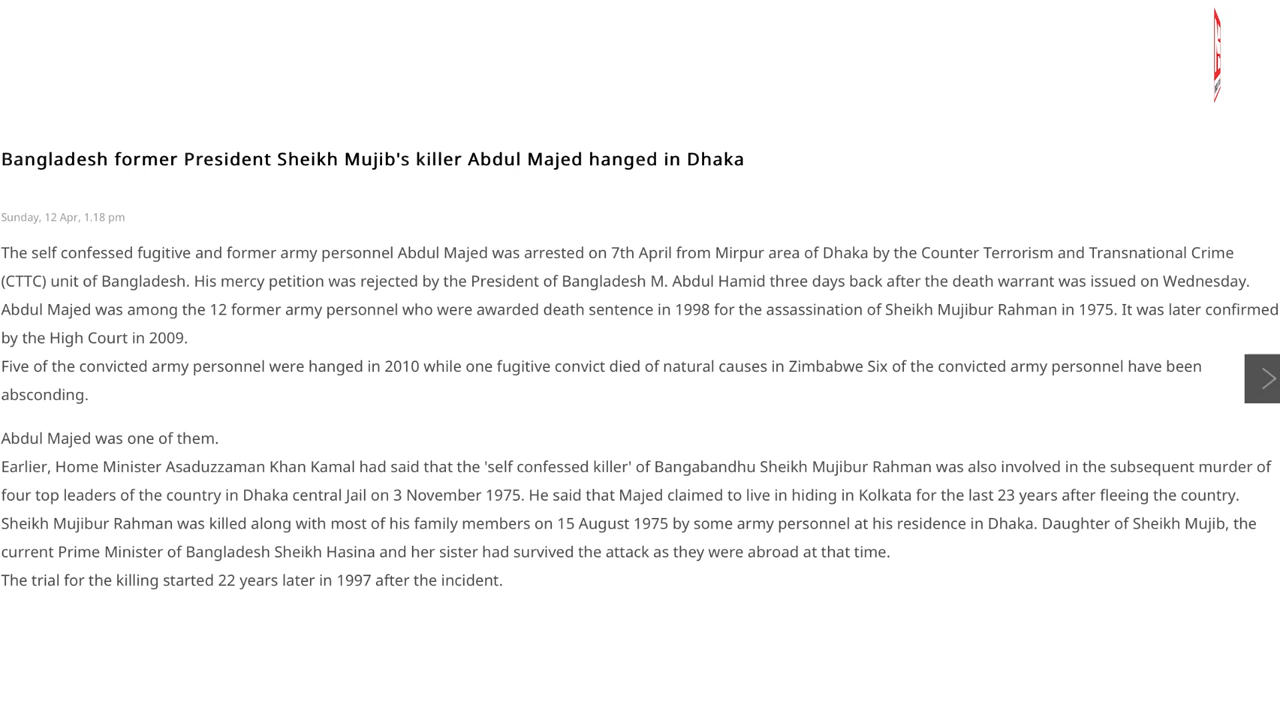 Bangladesh former President Sheikh Mujib's killer Abdul Majed hanged in Dhaka
Sunday, 12 Apr, 1.18 pm
The self confessed fugitive and former army personnel Abdul Majed was arrested on 7th April from Mirpur area of Dhaka by the Counter Terrorism and Transnational Crime
(CTTC) unit of Bangladesh. His mercy petition was rejected by the President of Bangladesh M. Abdul Hamid three days back after the death warrant was issued on Wednesday.
Abdul Majed was among the 12 former army personnel who were awarded death sentence in 1998 for the assassination of Sheikh Mujibur Rahman in 1975. It was later confirmed
by the High Court in 2009.
Five of the convicted army personnel were hanged in 2010 while one fugitive convict died of natural causes in Zimbabwe Six of the convicted army personnel have been
absconding.
Abdul Majed was one of them.
Earlier, Home Minister Asaduzzaman Khan Kamal had said that the 'self confessed killer' of Bangabandhu Sheikh Mujibur Rahman was also involved in the subsequent murder of
four top leaders of the country in Dhaka central Jail on 3 November 1975. He said that Majed claimed to live in hiding in Kolkata for the last 23 years after fleeing the country.
Sheikh Mujibur Rahman was killed along with most of his family members on 15 August 1975 by some army personnel at his residence in Dhaka. Daughter of Sheikh Mujib, the
current Prime Minister of Bangladesh Sheikh Hasina and her sister had survived the attack as they were abroad at that time.
The trial for the killing started 22 years later in 1997 after the incident.